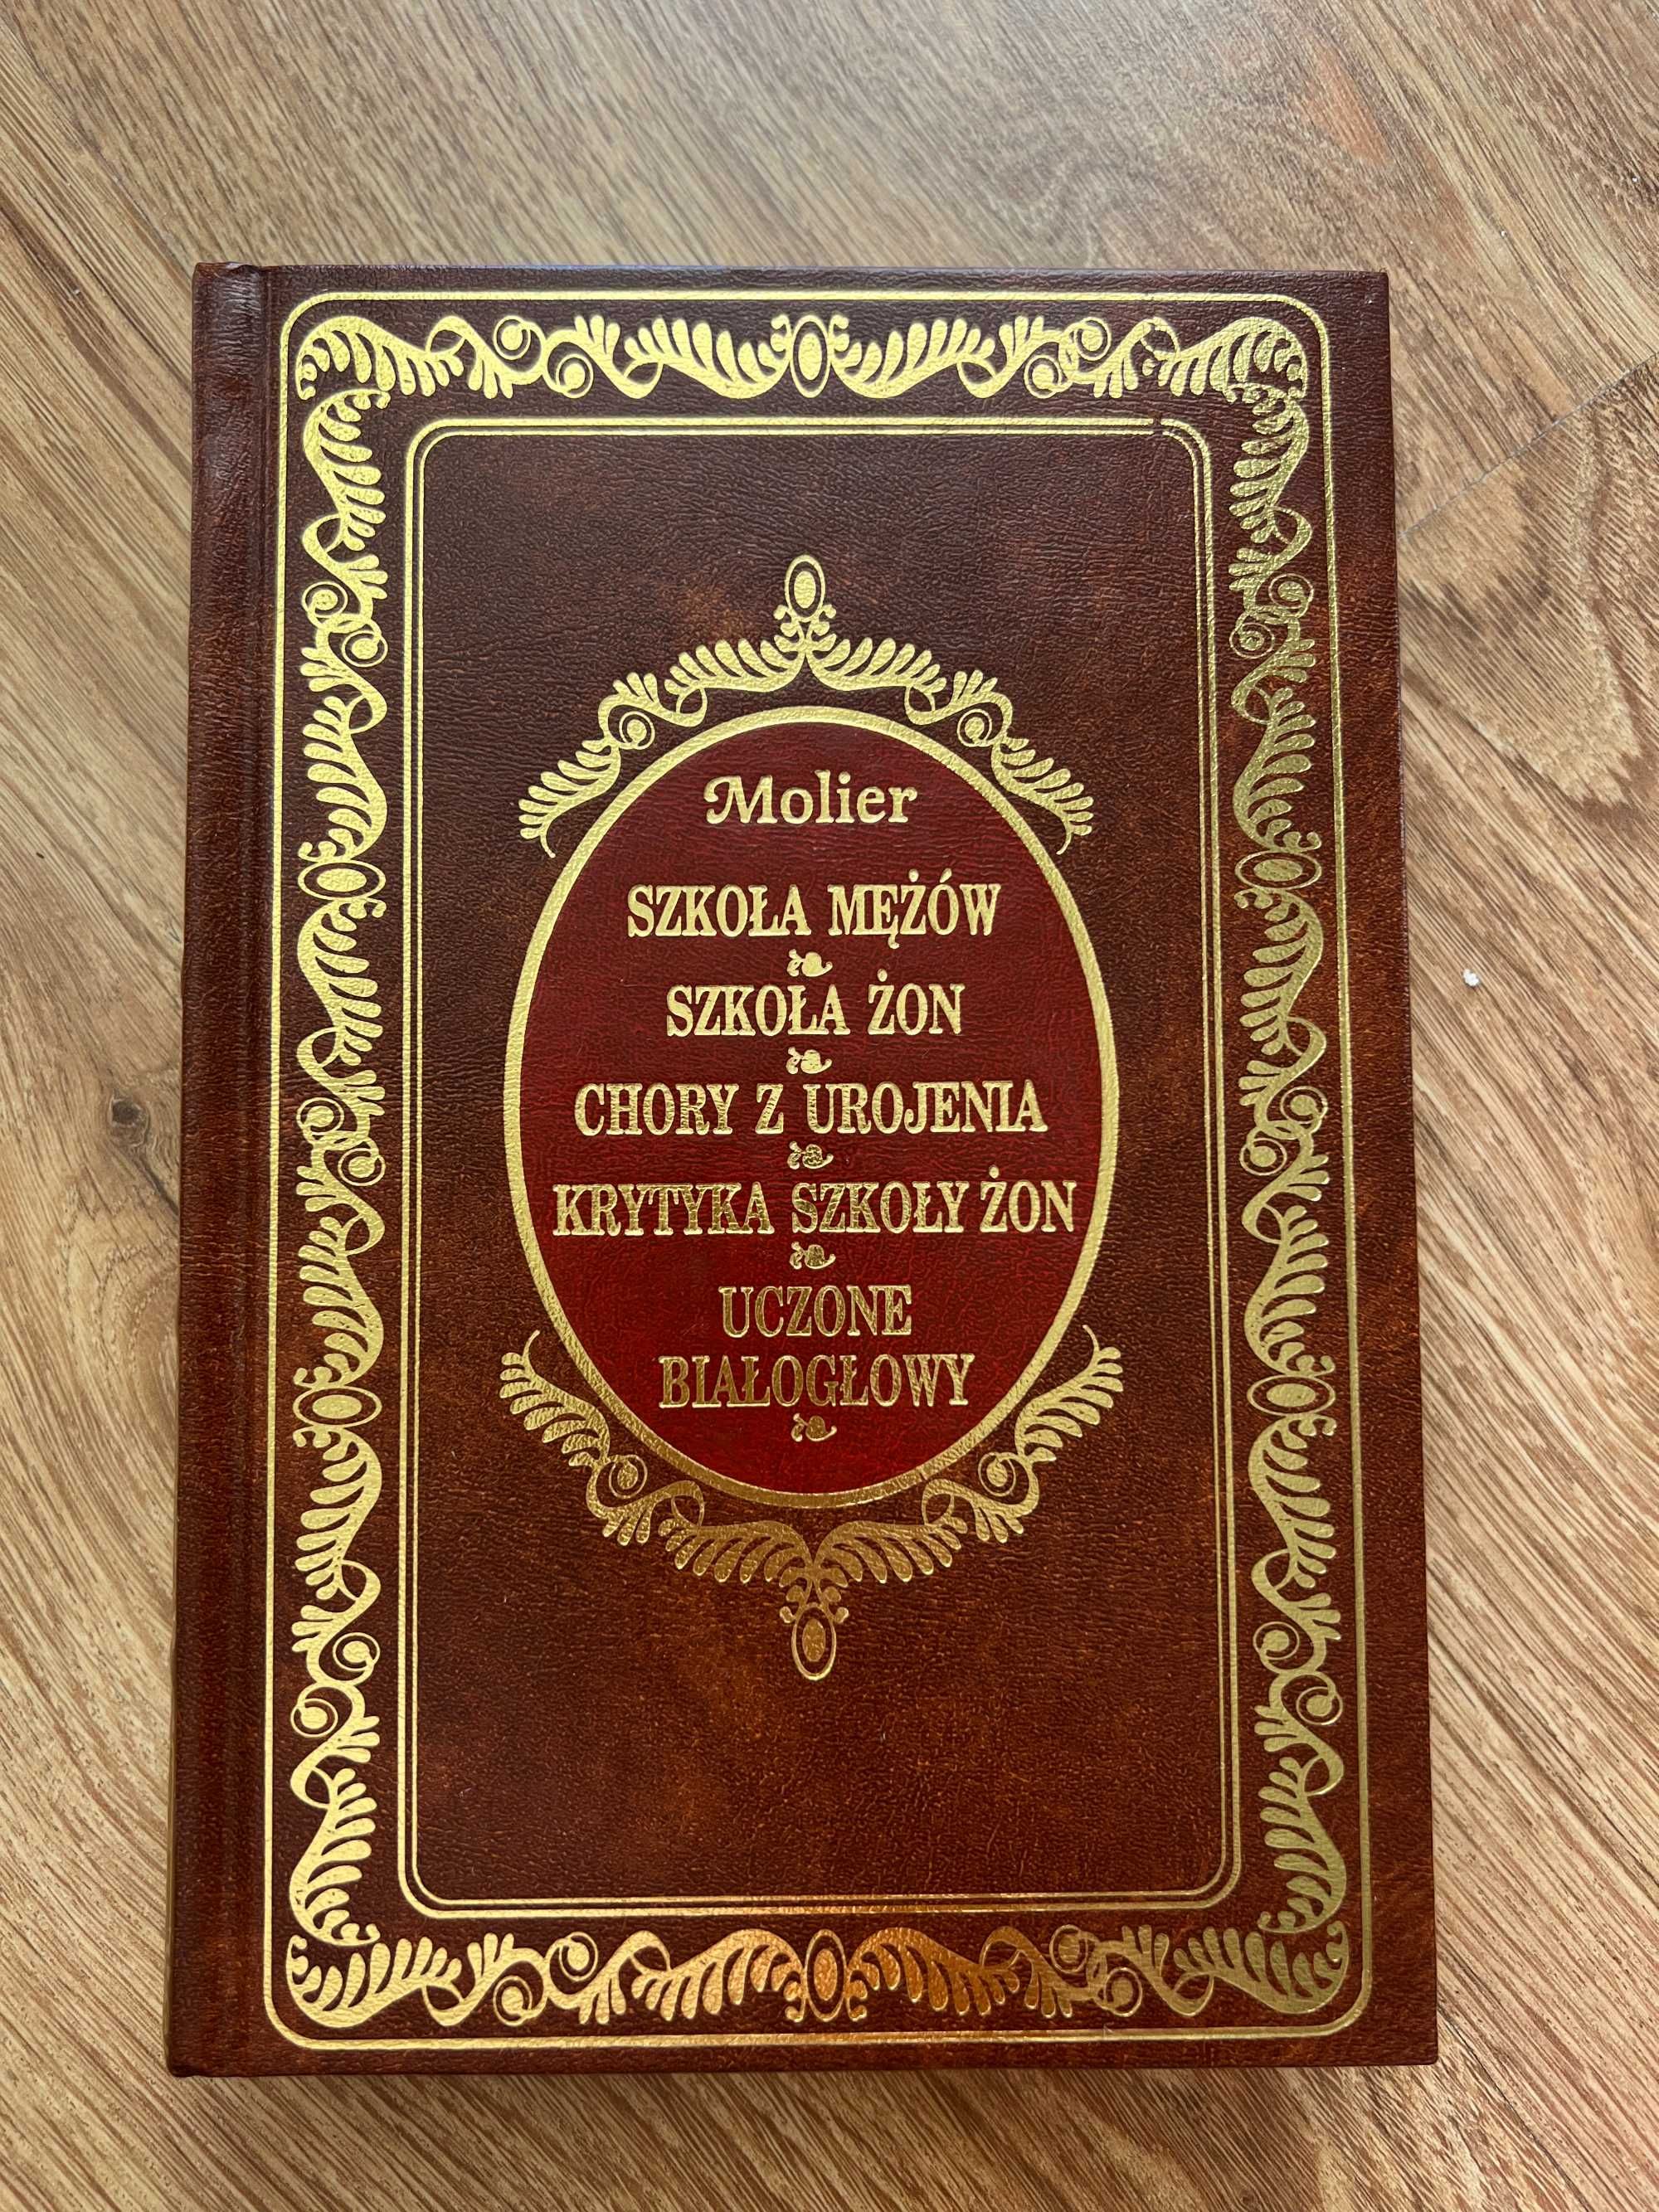 Molier
SZKOŁA MĘŻÓW
SZKOŁA ŻON
CHORY Z UROJENIA
KRYTYKA SZKOŁY ŻON
UCZONE
BIAŁOGŁOWY